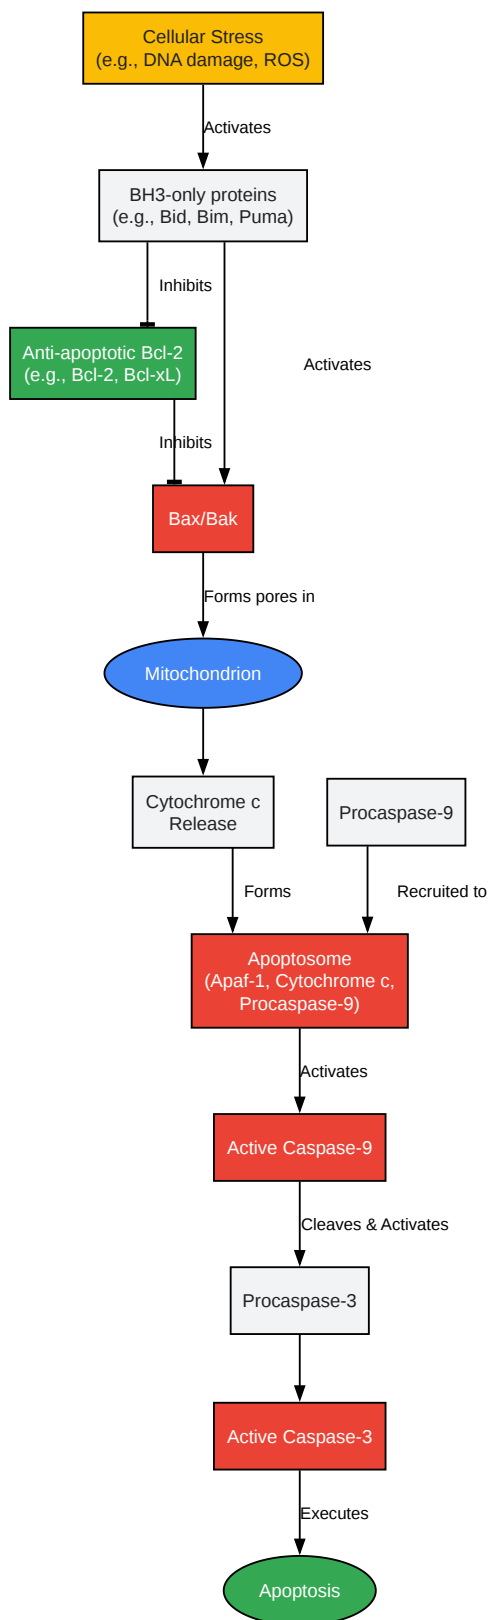 Cellular Stress
(e.g., DNA damage, ROS)
Activates
BH3-only proteins
(e.g., Bid, Bim, Puma)
Inhibits
Anti-apoptotic Bcl-2
(e.g., Bcl-2, Bcl-xL)
Activates
Inhibits
Bax/Bak
Forms pores in
Mitochondrion
Cytochrome c
Release
Procaspase-9
Forms
Recruited to
Apoptosome
(Apaf-1, Cytochrome c,
Procaspase-9)
Activates
Active Caspase-9
Cleaves & Activates
Procaspase-3
Active Caspase-3
Executes
Apoptosis